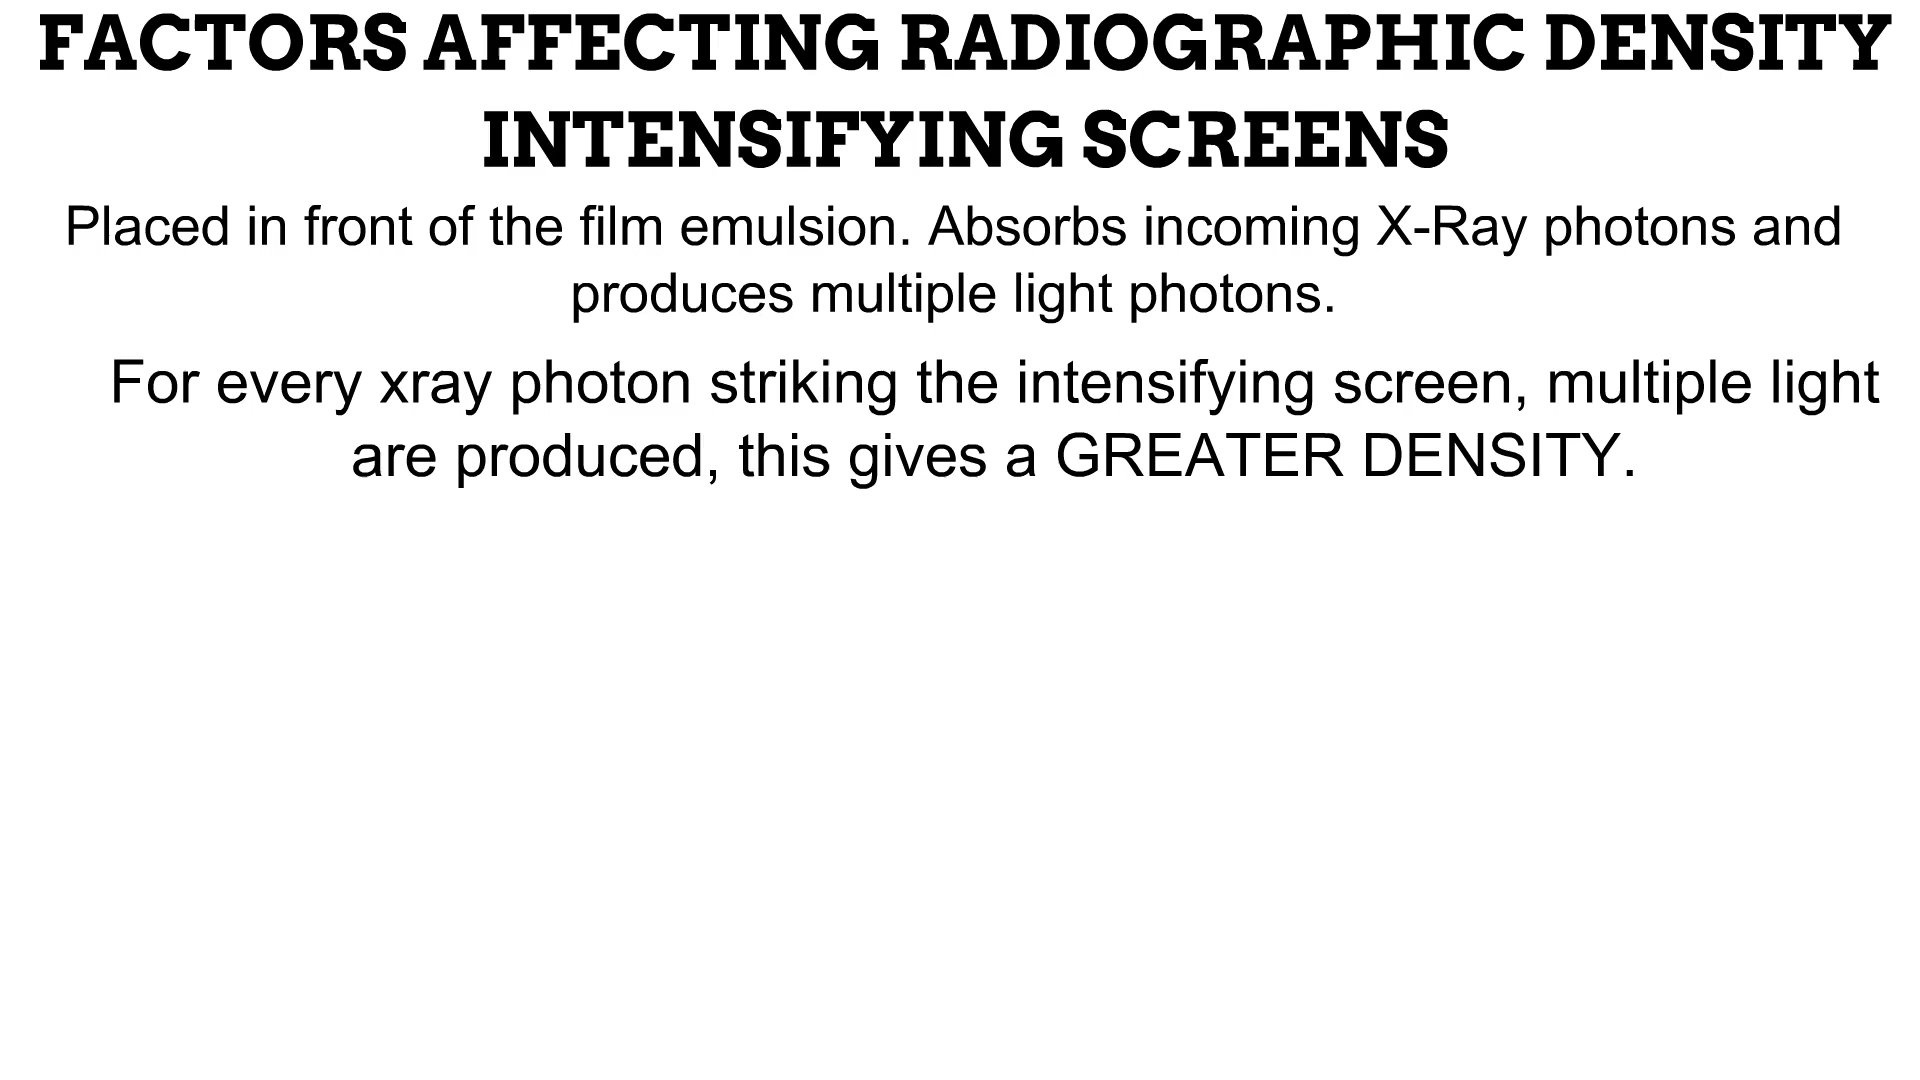 FACTORS AFFECTING RADIOGRAPHIC DENSITY
INTENSIFYING SCREENS
Placed in front of the film emulsion. Absorbs incoming X-Ray photons and
produces multiple light photons.
For every xray photon striking the intensifying screen, multiple light
are produced, this gives a GREATER DENSITY.